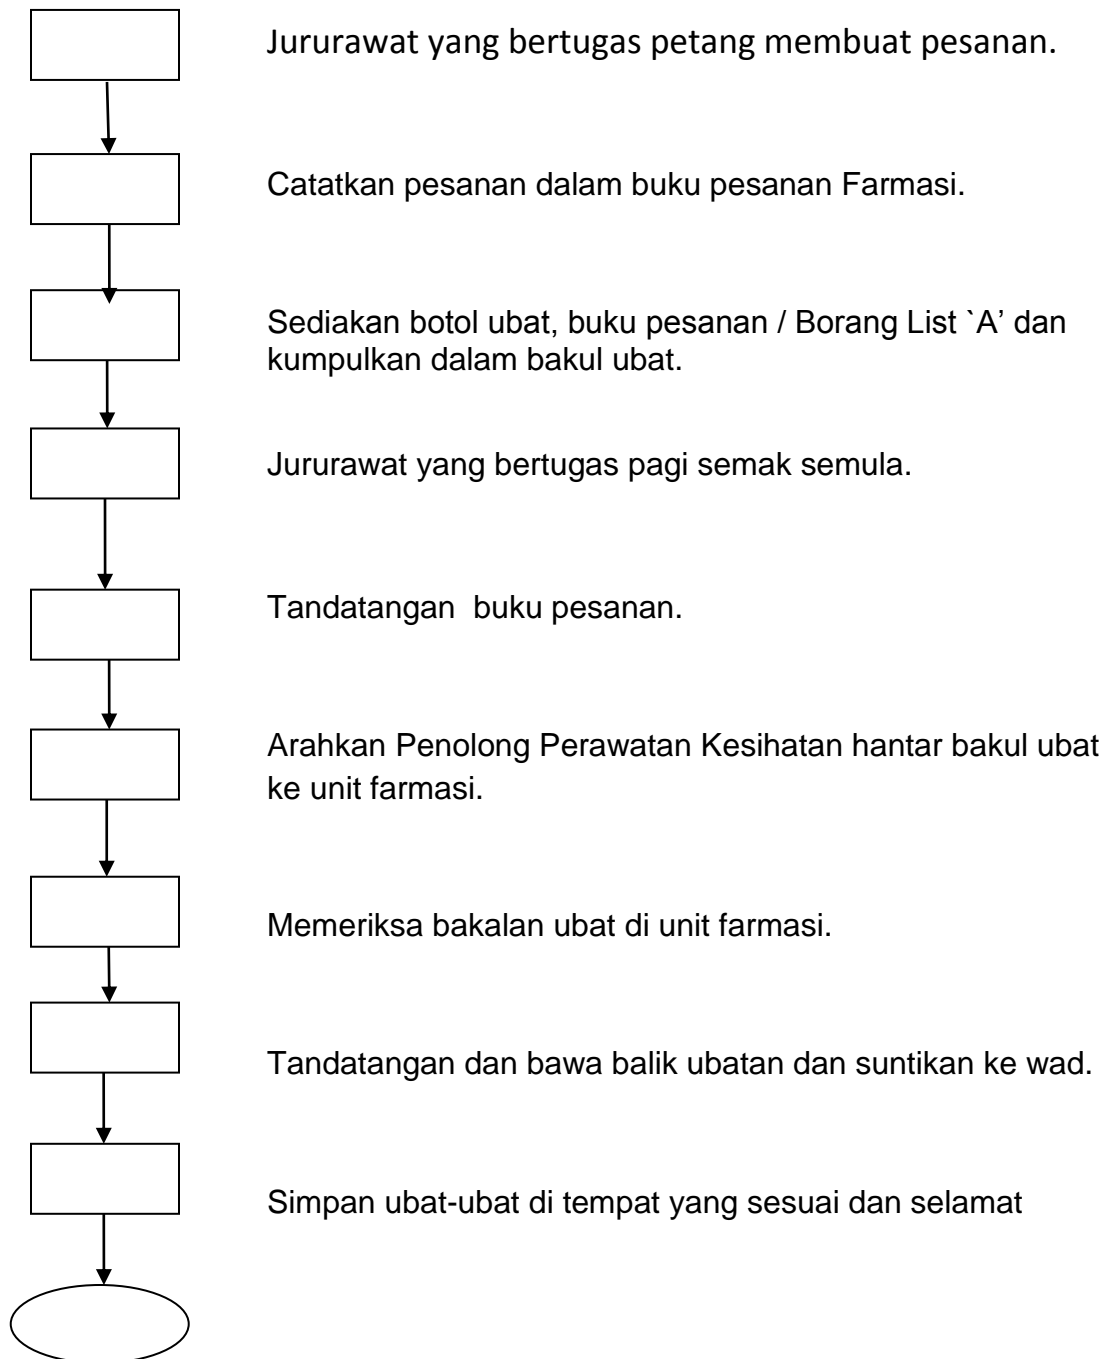 Jururawat yang bertugas petang membuat pesanan.
Catatkan pesanan dalam buku pesanan Farmasi.
Sediakan botol ubat, buku pesanan / Borang List `A’ dan
kumpulkan dalam bakul ubat.
Jururawat yang bertugas pagi semak semula.
Tandatangan  buku pesanan.
Arahkan Penolong Perawatan Kesihatan hantar bakul ubat
ke unit farmasi.
Memeriksa bakalan ubat di unit farmasi.
Tandatangan dan bawa balik ubatan dan suntikan ke wad.
Simpan ubat-ubat di tempat yang sesuai dan selamat